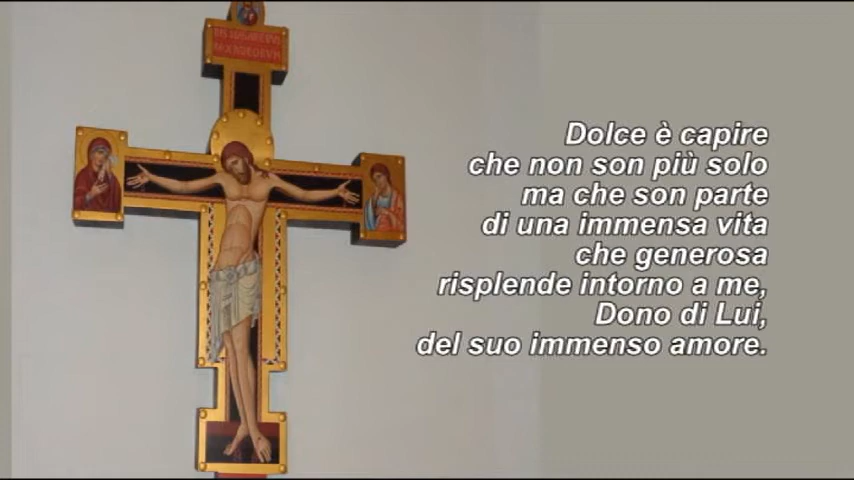 Dolce è capire
che non son più solo
ma che son parte
di una immensa vita
che generosa
risplende intorno a me,
Dono di Lui,
del suo immenso amore.